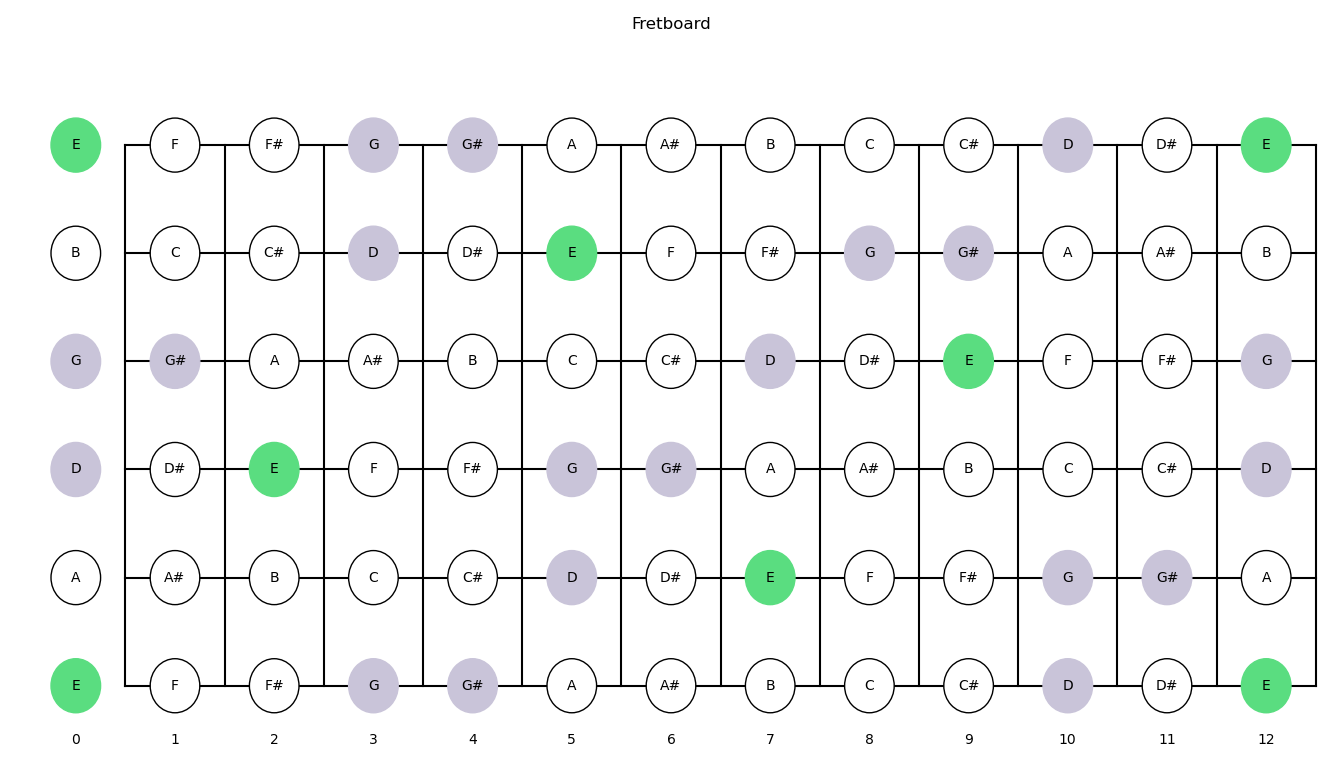 Fretboard
E F F# G G# A A# B C C# D D# E
B C C# D D# E F F# G G# A A# B
G G# A A# B C C# D D# E F F# G
D D# E F F# G G# A A# B C C# D
A A# B C C# D D# E F F# G G# A
E F F# G G# A A# B C C# D D# E
0 1 2 3 4 5 6 7 8 9 10 11 12